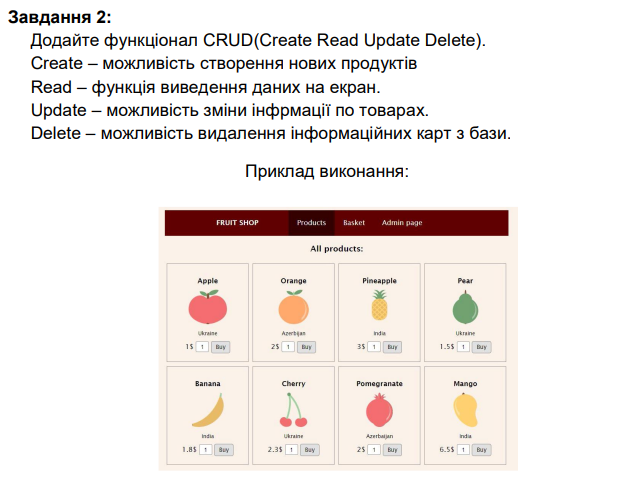 Завдання 2:
Додайте функціонал CRUD(Create Read Update Delete).
Create – можливість створення нових продуктів
Read – функція виведення даних на екран.
Update – можливість зміни інфрмації по товарах.
Delete – можливість видалення інформаційних карт з бази.
Приклад виконання:
FRUIT SHOP Products Basket Admin page
All products:
Apple Orange Pineapple Pear
Ukraine Azerbijan India Ukraine
1$ 1 Buy 2$ 1 Buy 3$ 1 Buy 1.5$ 1 Buy
Banana Cherry Pomegranate Mango
India Ukraine Azerbaijan India
1.8$ 1 Buy 2.3$ 1 Buy 2$ 1 Buy 6.5$ 1 Buy